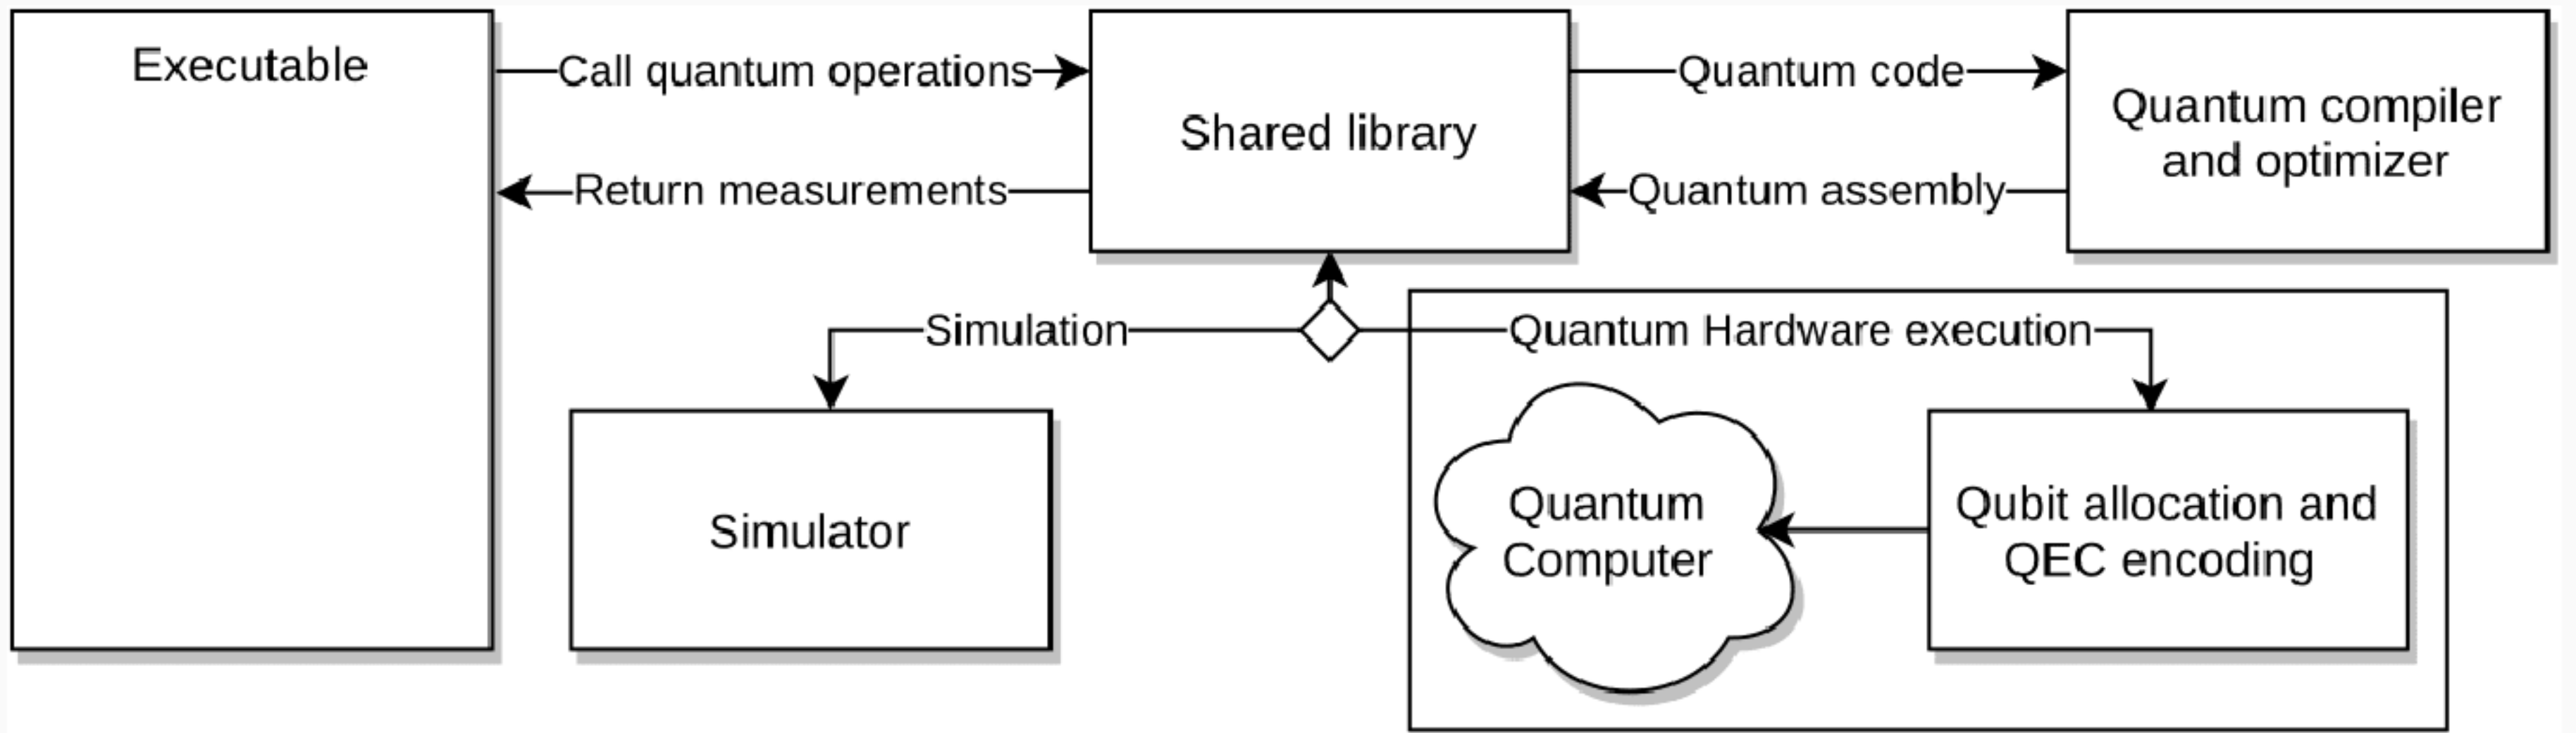 Executable
Call quantum operations
Return measurements
Shared library
Quantum code
Quantum assembly
Quantum compiler
and optimizer
Simulation
Quantum Hardware execution
Simulator
Quantum
Computer
Qubit allocation and
QEC encoding